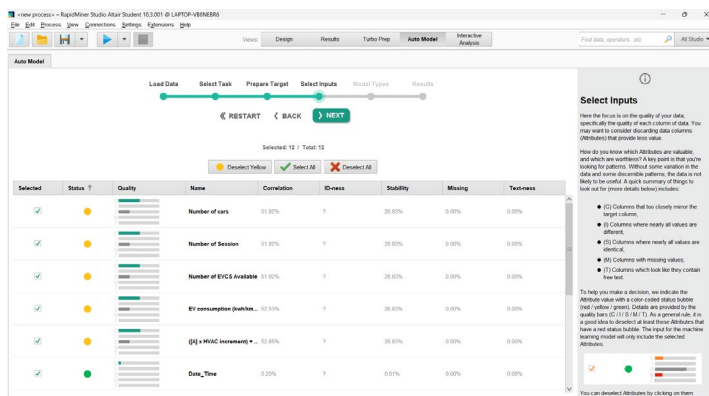 <new process> – RapidMiner Studio Altair Student 10.3.001 @ LAPTOP-VB8NEBR6
File Edit Process View Connections Settings Extensions Help
Views: Design Results Turbo Prep Auto Model Interactive Analysis
Find data, operators...etc All Studio
Auto Model
Load Data Select Task Prepare Target Select Inputs Model Types Results
RESTART BACK NEXT
Selected: 12 / Total: 12
Deselect Yellow Select All Deselect All
Selected Status Quality Name Correlation ID-ness Stability Missing Text-ness
Number of cars 51.92% ? 26.83% 0.00% 0.00%
Number of Session 51.92% ? 26.83% 0.00% 0.00%
Number of EVCS Available 51.92% ? 26.83% 0.00% 0.00%
EV consumption (kwh/km... ? 26.83% 0.00% 0.00%
([A] x HVAC increment) + ... 52.85% ? 26.83% 0.00% 0.00%
Date_Time 5.20% ? 0.01% 0.00% 0.00%
Select Inputs
Here the focus is on the quality of your data,
specifically the quality of each column of data. You
may want to consider discarding data columns
(Attributes) that provide less value.
How do you know which Attributes are valuable,
and which are worthless? A key point is that you're
looking for patterns. Without some variation in the
data and some discernible patterns, the data is not
likely to be useful. A quick summary of things to
look out for (more details below) includes:
● (C) Columns that too closely mirror the
target column,
● (I) Columns where nearly all values are
different,
● (S) Columns where nearly all values are
identical,
● (M) Columns with missing values,
● (T) Columns which look like they contain
free text.
To help you make a decision, we indicate the
Attribute value with a color-coded status bubble
(red / yellow / green). Details are provided by the
quality bars (C / I / S / M / T). As a general rule, it is
a good idea to deselect at least those Attributes that
have a red status bubble. The input for the machine
learning model will only include the selected
Attributes.
You can deselect Attributes by clicking on them